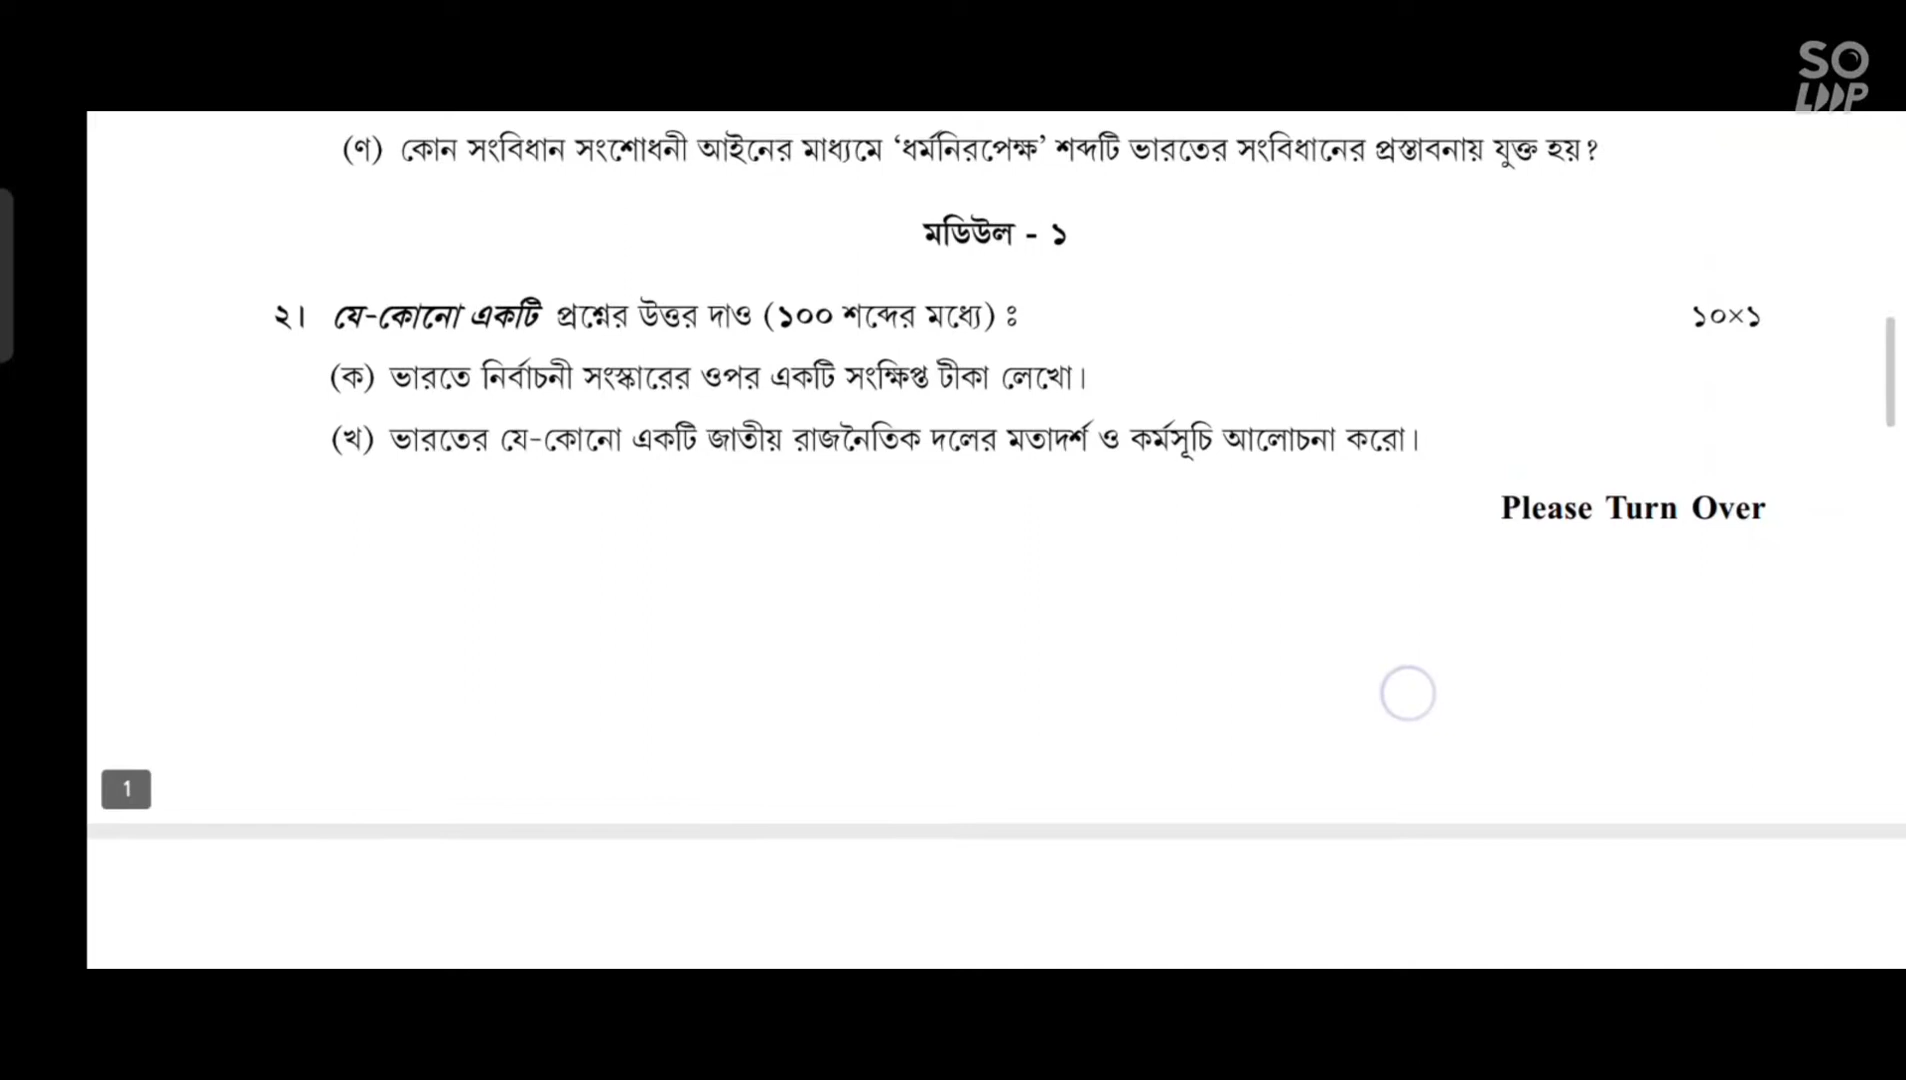 SO
LOOP
(ণ) কোন সংবিধান সংশোধনী আইনের মাধ্যমে ‘ধর্মনিরপেক্ষ’ শব্দটি ভারতের সংবিধানের প্রস্তাবনায় যুক্ত হয়?
মডিউল - ১
২। যে-কোনো একটি প্রশ্নের উত্তর দাও (১০০ শব্দের মধ্যে) ঃ ১০×১
(ক) ভারতে নির্বাচনী সংস্কারের ওপর একটি সংক্ষিপ্ত টীকা লেখো।
(খ) ভারতের যে-কোনো একটি জাতীয় রাজনৈতিক দলের মতাদর্শ ও কর্মসূচি আলোচনা করো।
Please Turn Over
1